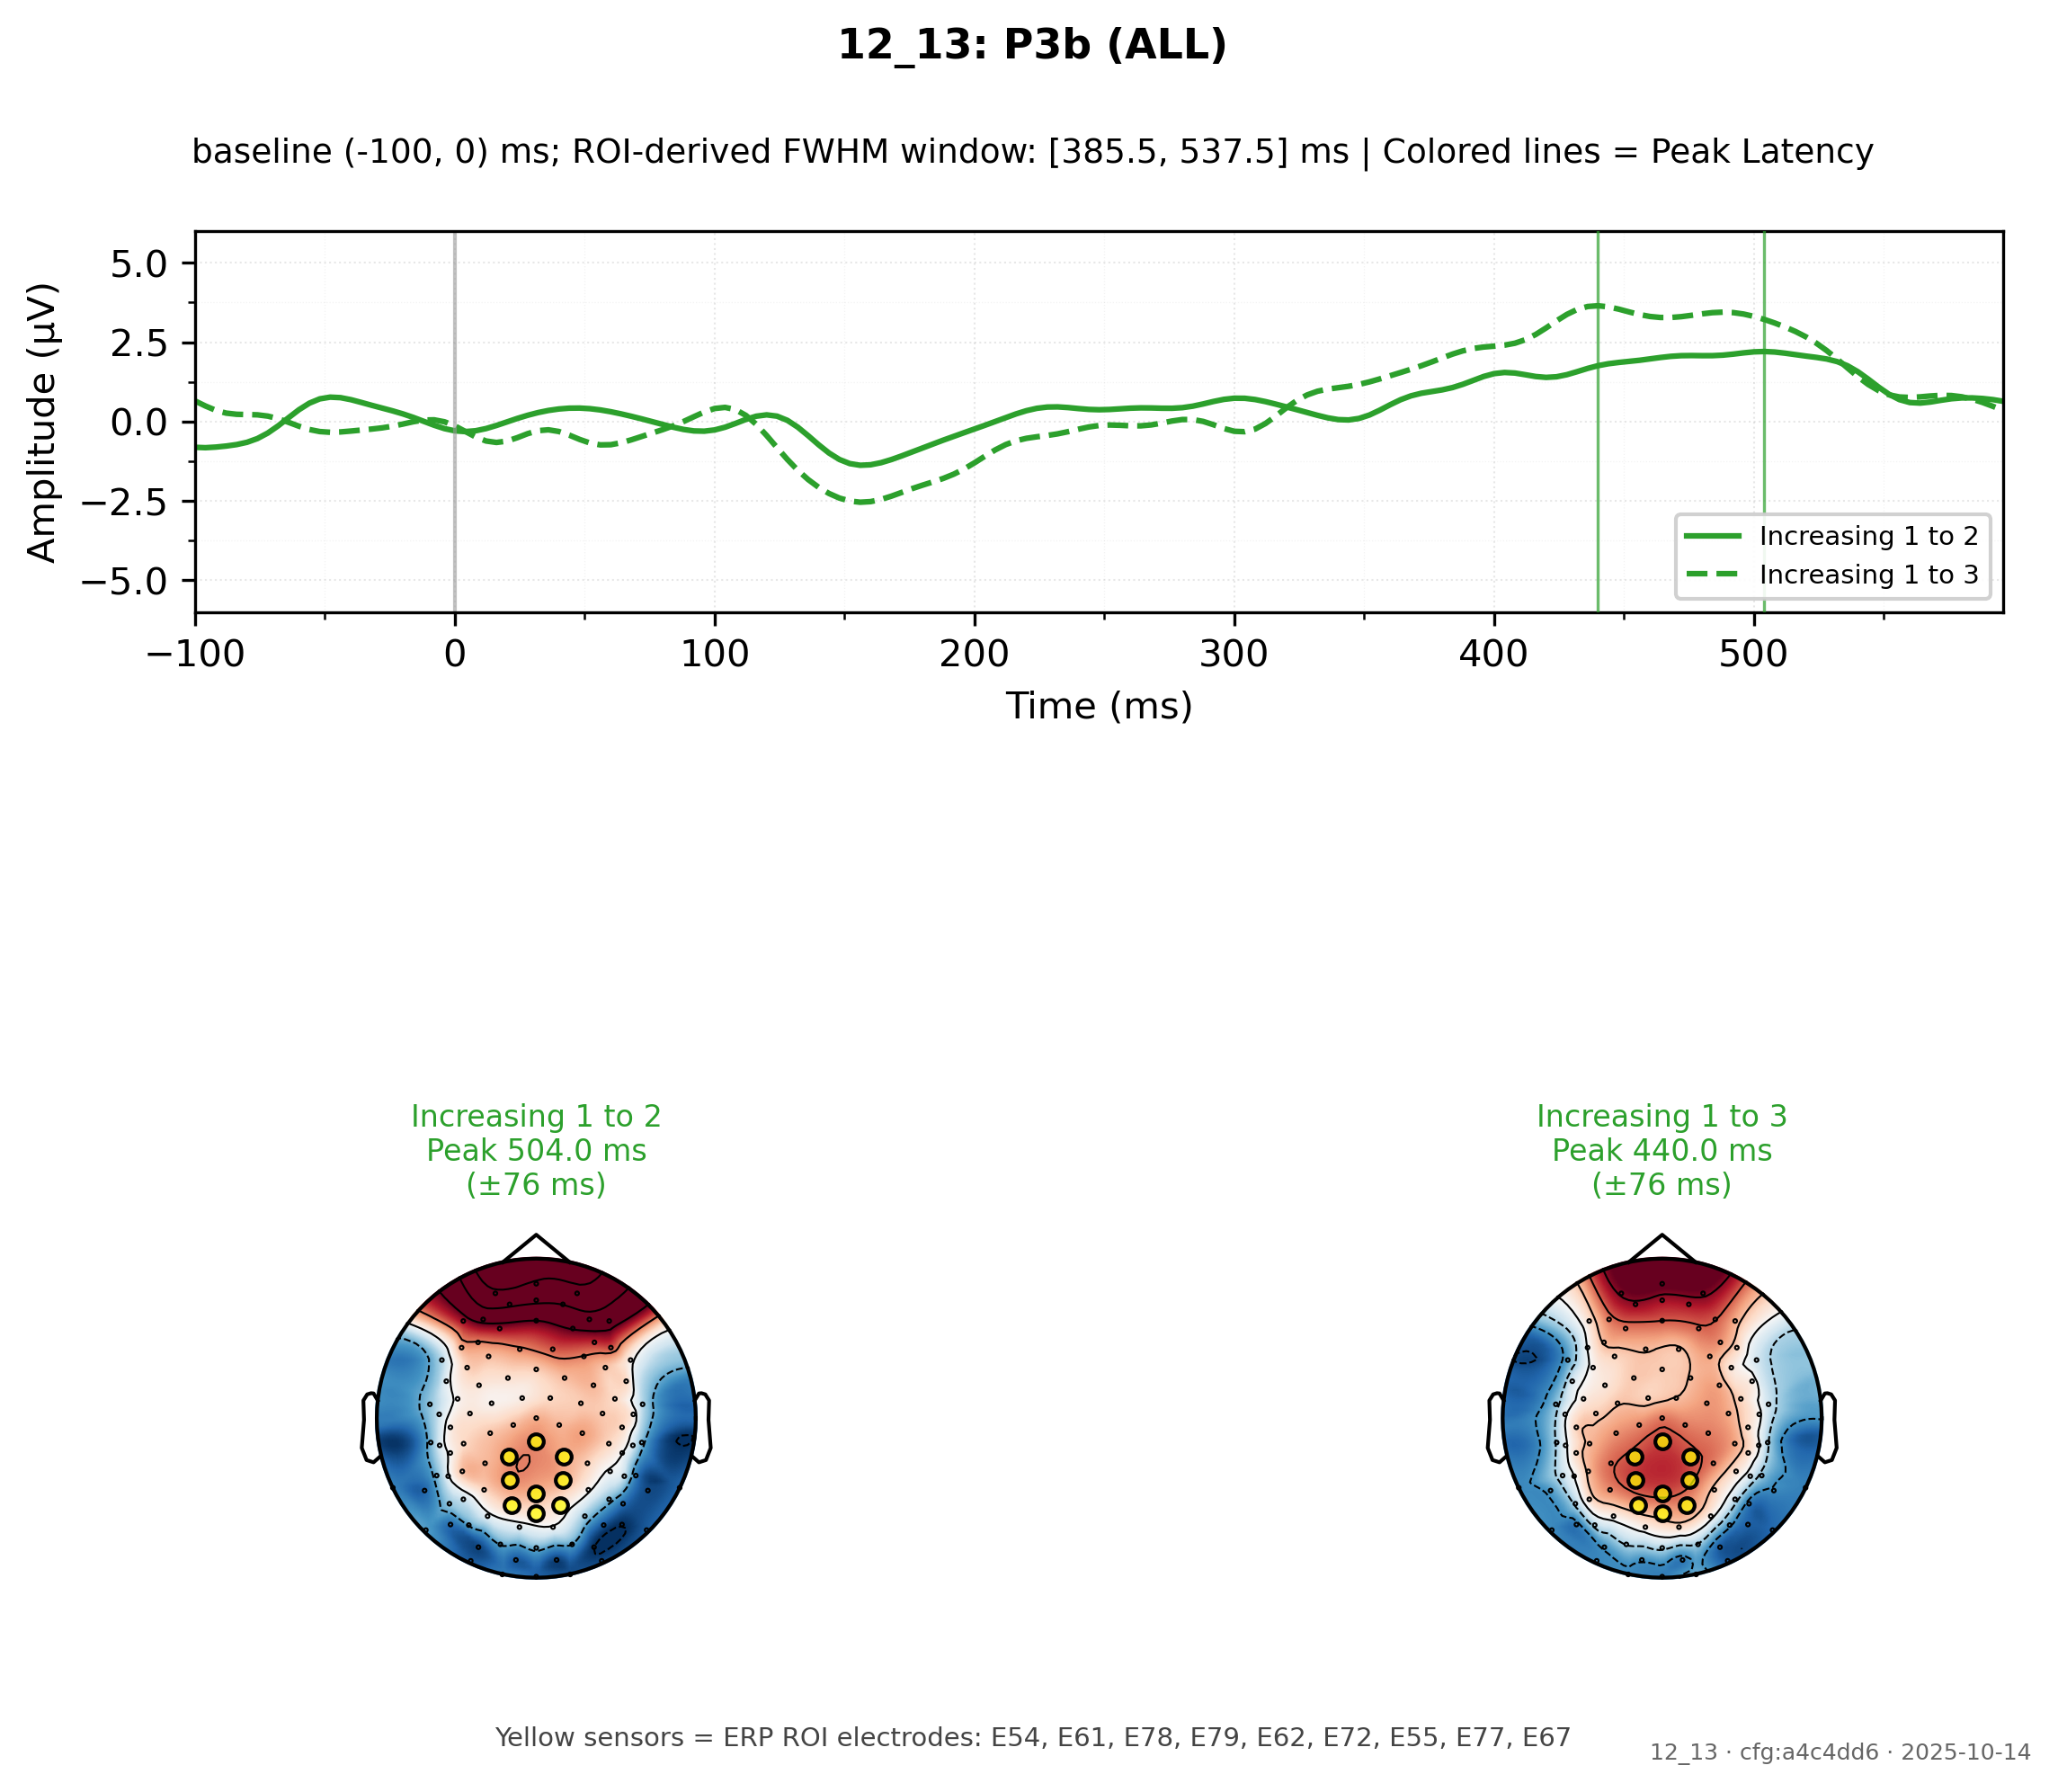 12_13: P3b (ALL)
baseline (-100, 0) ms; ROI-derived FWHM window: [385.5, 537.5] ms | Colored lines = Peak Latency
Amplitude (µV)
5.0
2.5
0.0
−2.5
−5.0
Increasing 1 to 2
Increasing 1 to 3
−100 0 100 200 300 400 500
Time (ms)
Increasing 1 to 2
Peak 504.0 ms
(±76 ms)
Increasing 1 to 3
Peak 440.0 ms
(±76 ms)
Yellow sensors = ERP ROI electrodes: E54, E61, E78, E79, E62, E72, E55, E77, E67
12_13 · cfg:a4c4dd6 · 2025-10-14